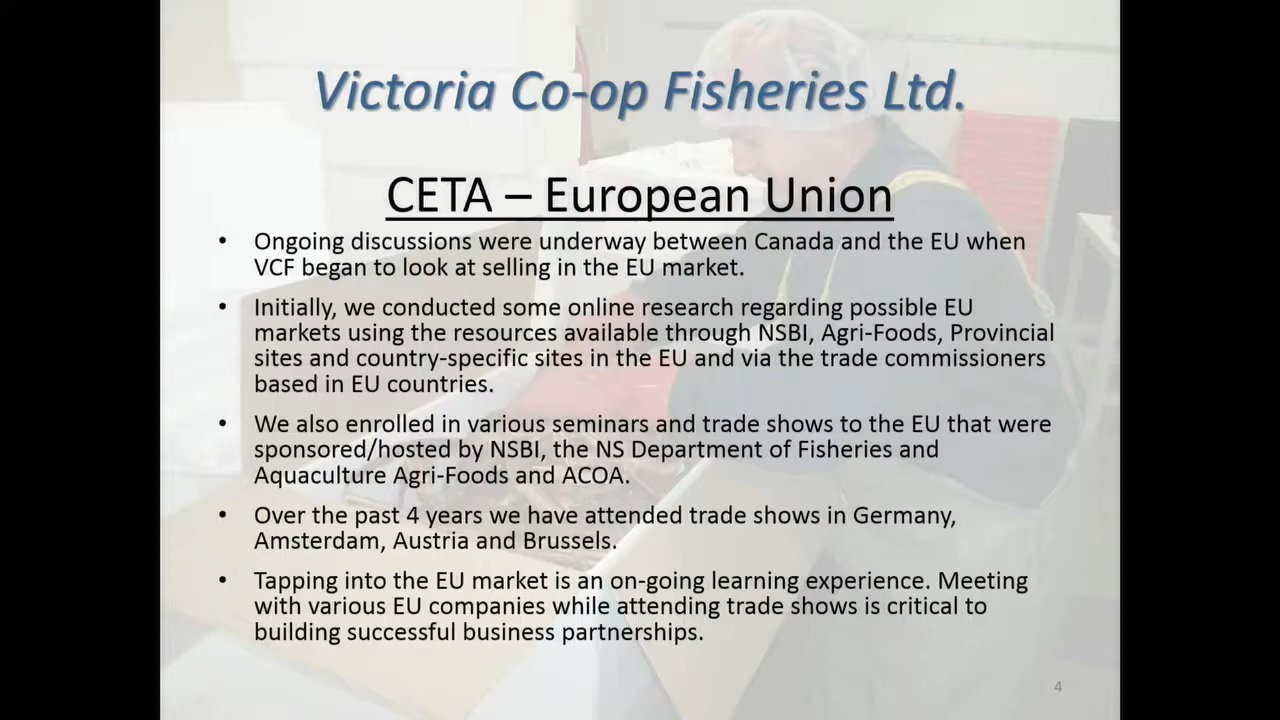 Victoria Co-op Fisheries Ltd.
CETA – European Union
• Ongoing discussions were underway between Canada and the EU when
VCF began to look at selling in the EU market.
• Initially, we conducted some online research regarding possible EU
markets using the resources available through NSBI, Agri-Foods, Provincial
sites and country-specific sites in the EU and via the trade commissioners
based in EU countries.
• We also enrolled in various seminars and trade shows to the EU that were
sponsored/hosted by NSBI, the NS Department of Fisheries and
Aquaculture Agri-Foods and ACOA.
• Over the past 4 years we have attended trade shows in Germany,
Amsterdam, Austria and Brussels.
• Tapping into the EU market is an on-going learning experience. Meeting
with various EU companies while attending trade shows is critical to
building successful business partnerships.
4